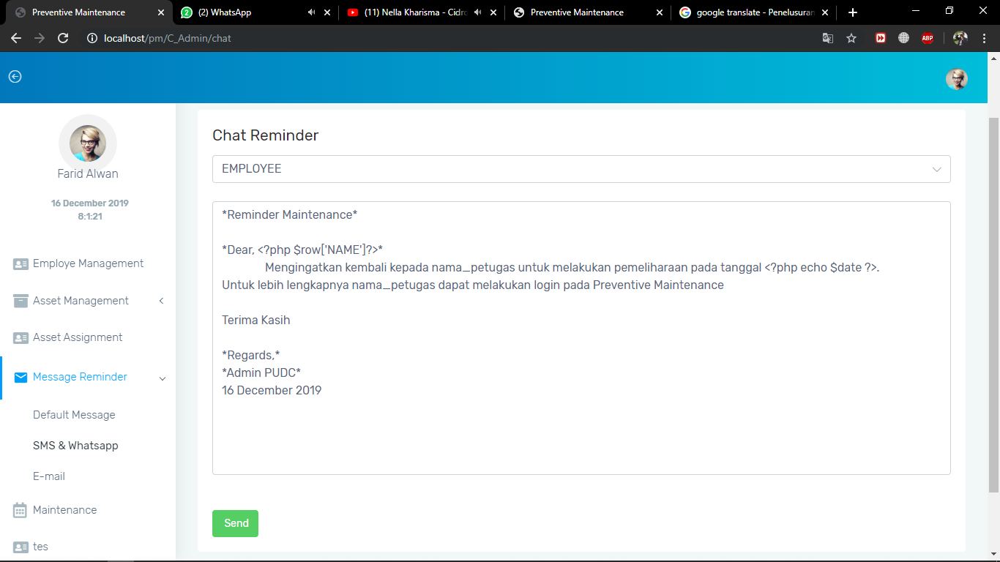 Preventive Maintenance
(2) WhatsApp
(11) Nella Kharisma - Cidro
Preventive Maintenance
google translate - Penelusuran
localhost/pm/C_Admin/chat
ABP
Farid Alwan
16 December 2019
8:1:21
Employe Management
Asset Management
Asset Assignment
Message Reminder
Default Message
SMS & Whatsapp
E-mail
Maintenance
tes
Chat Reminder
EMPLOYEE
*Reminder Maintenance*
*Dear, <?php $row['NAME']?>*
Mengingatkan kembali kepada nama_petugas untuk melakukan pemeliharaan pada tanggal <?php echo $date ?>.
Untuk lebih lengkapnya nama_petugas dapat melakukan login pada Preventive Maintenance
Terima Kasih
*Regards,*
*Admin PUDC*
16 December 2019
Send